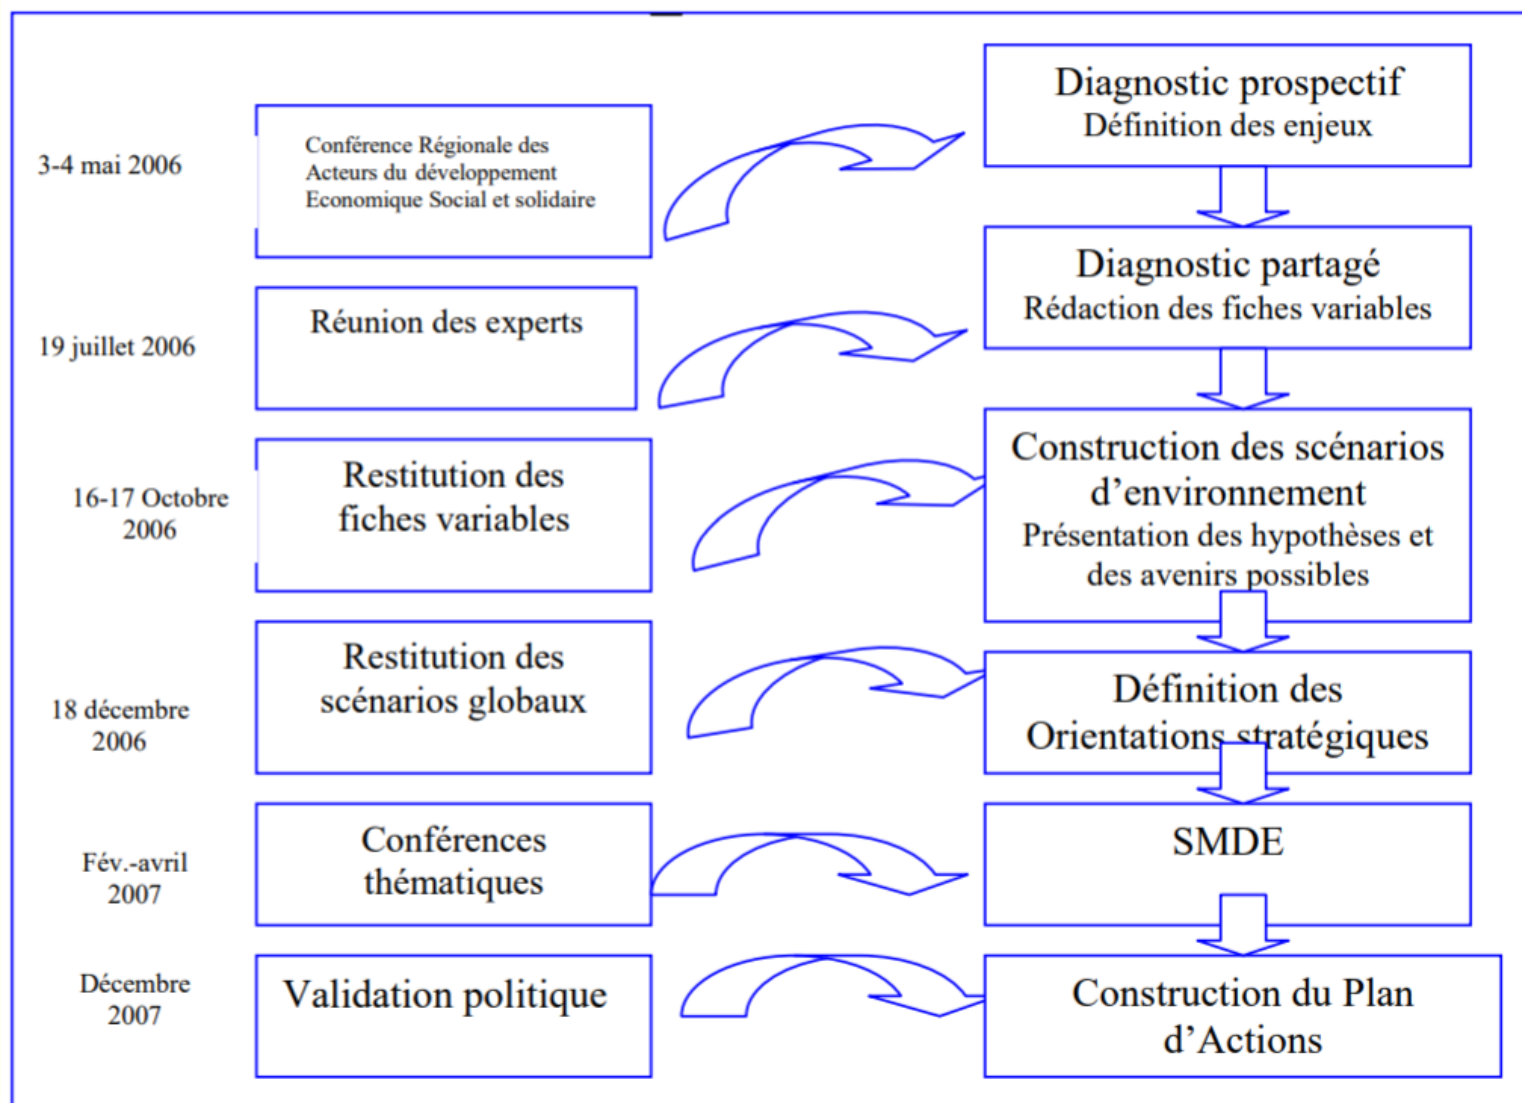 3-4 mai 2006
Conférence Régionale des
Acteurs du développement
Economique Social et solidaire
Diagnostic prospectif
Définition des enjeux
19 juillet 2006
Réunion des experts
Diagnostic partagé
Rédaction des fiches variables
16-17 Octobre
2006
Restitution des
fiches variables
Construction des scénarios
d’environnement
Présentation des hypothèses et
des avenirs possibles
18 décembre
2006
Restitution des
scénarios globaux
Définition des
Orientations stratégiques
Fév.-avril
2007
Conférences
thématiques
SMDE
Décembre
2007
Validation politique
Construction du Plan
d’Actions